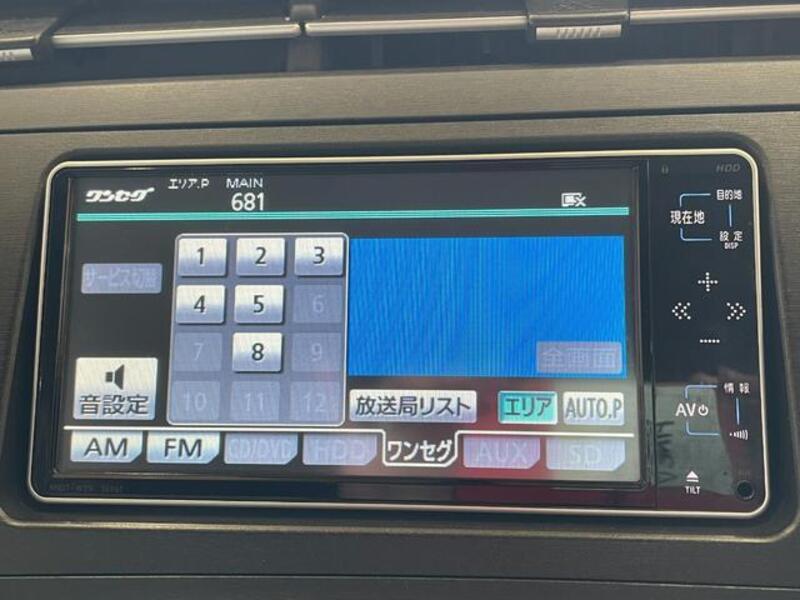 HDD
エリア.P MAIN
ワンセグ
681
目的地
現在地
設定
DISP
サービス切替
1 2 3
4 5 6
7 8 9
10 11 12
全画面
音設定
放送局リスト エリア AUTO.P
AM FM CD/DVD HDD ワンセグ AUX SD
情報
AV
TILT